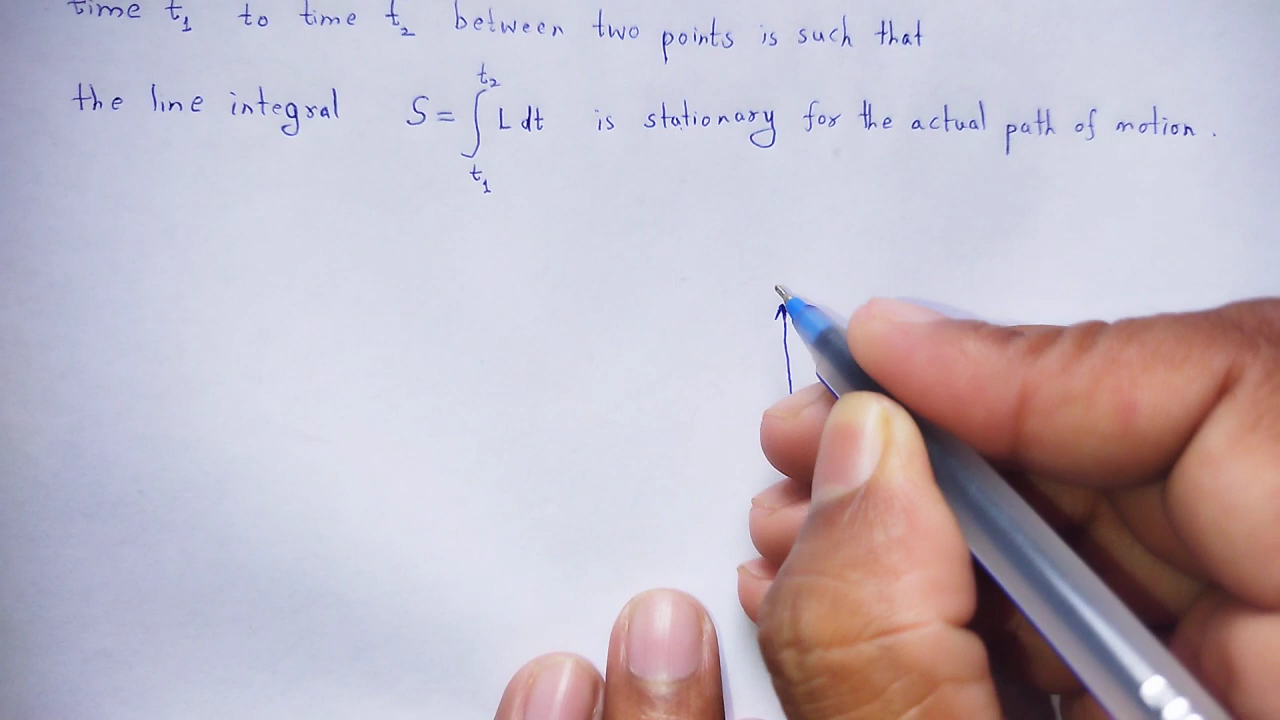 time t₁ to time t₂ between two points is such that
the line integral S = ∫_{t₁}^{t₂} L dt is stationary for the actual path of motion.